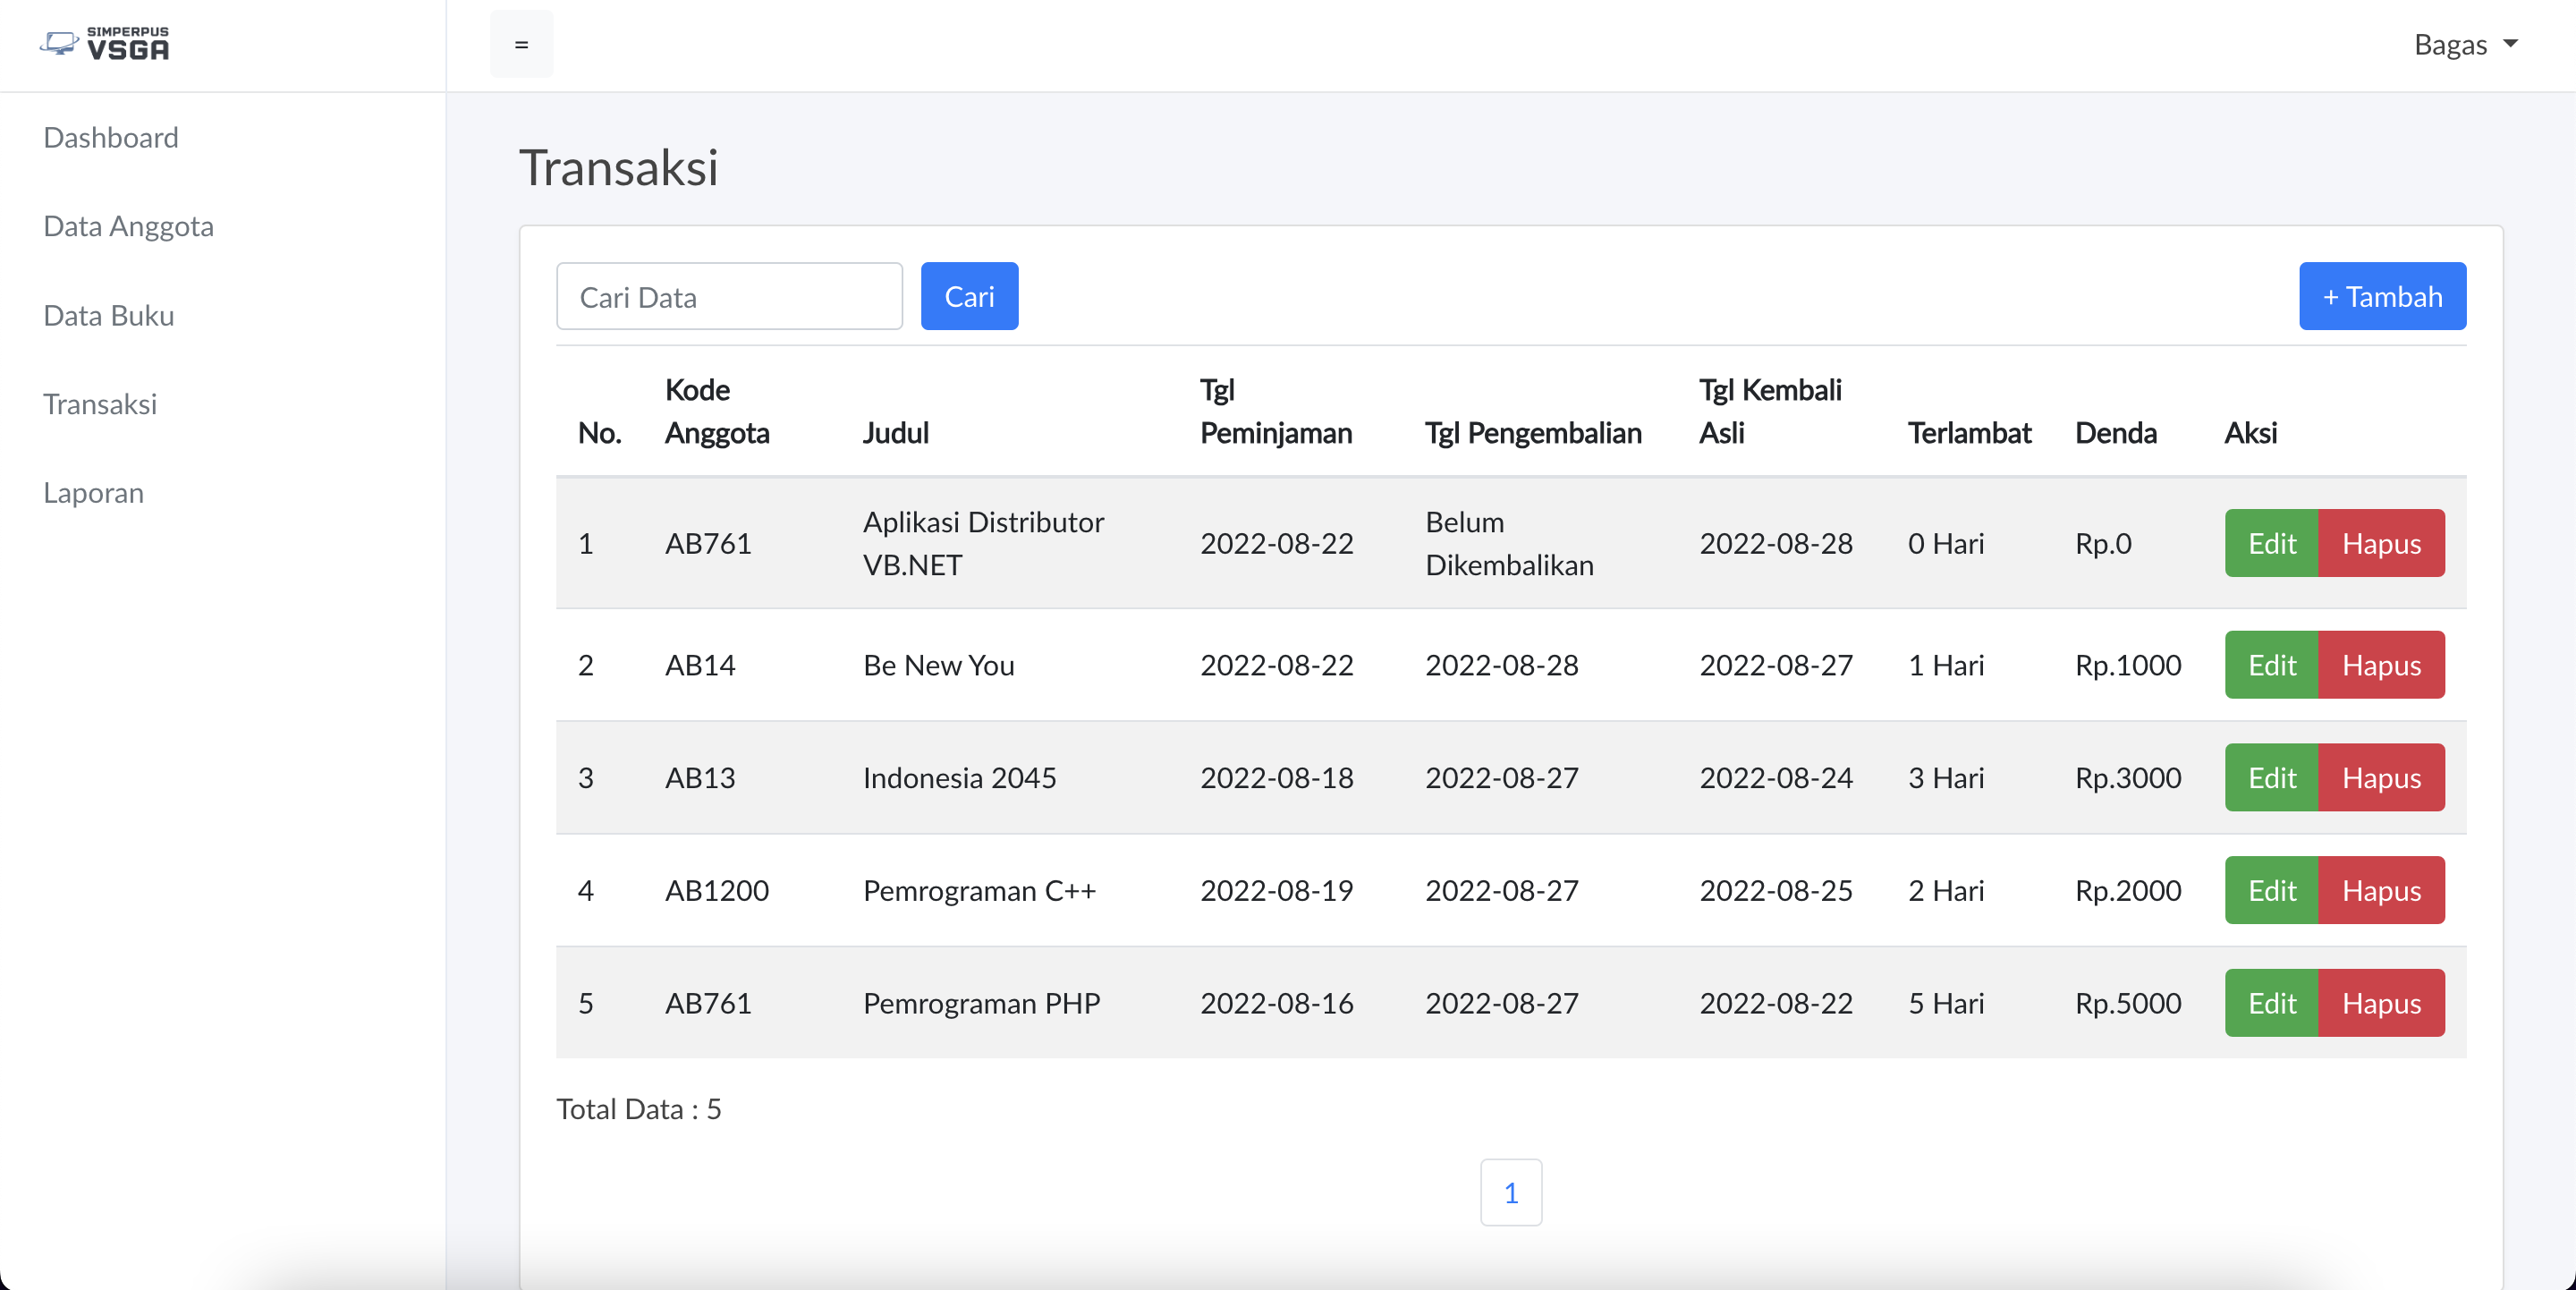 SIMPERPUS
VSGA
=
Bagas
Dashboard
Data Anggota
Data Buku
Transaksi
Laporan
Transaksi
Cari Data Cari + Tambah
No. Kode Anggota Judul Tgl Peminjaman Tgl Pengembalian Tgl Kembali Asli Terlambat Denda Aksi
1 AB761 Aplikasi Distributor VB.NET 2022-08-22 Belum Dikembalikan 2022-08-28 0 Hari Rp.0 Edit Hapus
2 AB14 Be New You 2022-08-22 2022-08-28 2022-08-27 1 Hari Rp.1000 Edit Hapus
3 AB13 Indonesia 2045 2022-08-18 2022-08-27 2022-08-24 3 Hari Rp.3000 Edit Hapus
4 AB1200 Pemrograman C++ 2022-08-19 2022-08-27 2022-08-25 2 Hari Rp.2000 Edit Hapus
5 AB761 Pemrograman PHP 2022-08-16 2022-08-27 2022-08-22 5 Hari Rp.5000 Edit Hapus
Total Data : 5
1